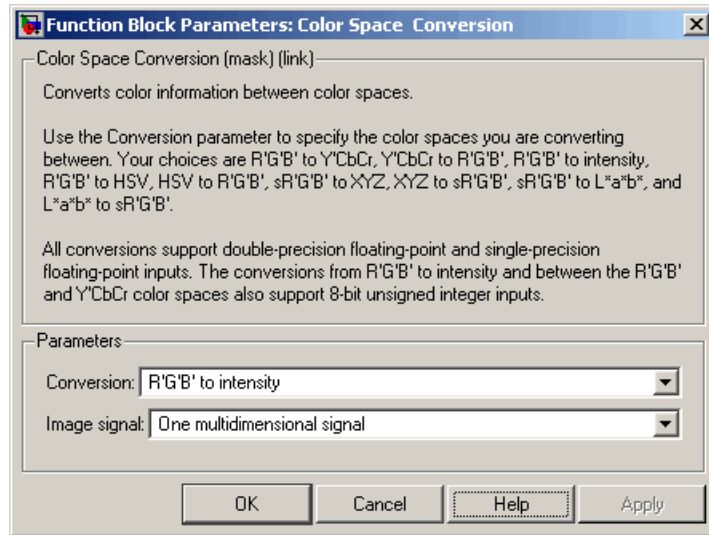 Function Block Parameters: Color Space Conversion
Color Space Conversion (mask) (link)
Converts color information between color spaces.
Use the Conversion parameter to specify the color spaces you are converting
between. Your choices are R'G'B' to Y'CbCr, Y'CbCr to R'G'B', R'G'B' to intensity,
R'G'B' to HSV, HSV to R'G'B', sR'G'B' to XYZ, XYZ to sR'G'B', sR'G'B' to L*a*b*, and
L*a*b* to sR'G'B'.
All conversions support double-precision floating-point and single-precision
floating-point inputs. The conversions from R'G'B' to intensity and between the R'G'B'
and Y'CbCr color spaces also support 8-bit unsigned integer inputs.
Parameters
Conversion: R'G'B' to intensity
Image signal: One multidimensional signal
OK Cancel Help Apply